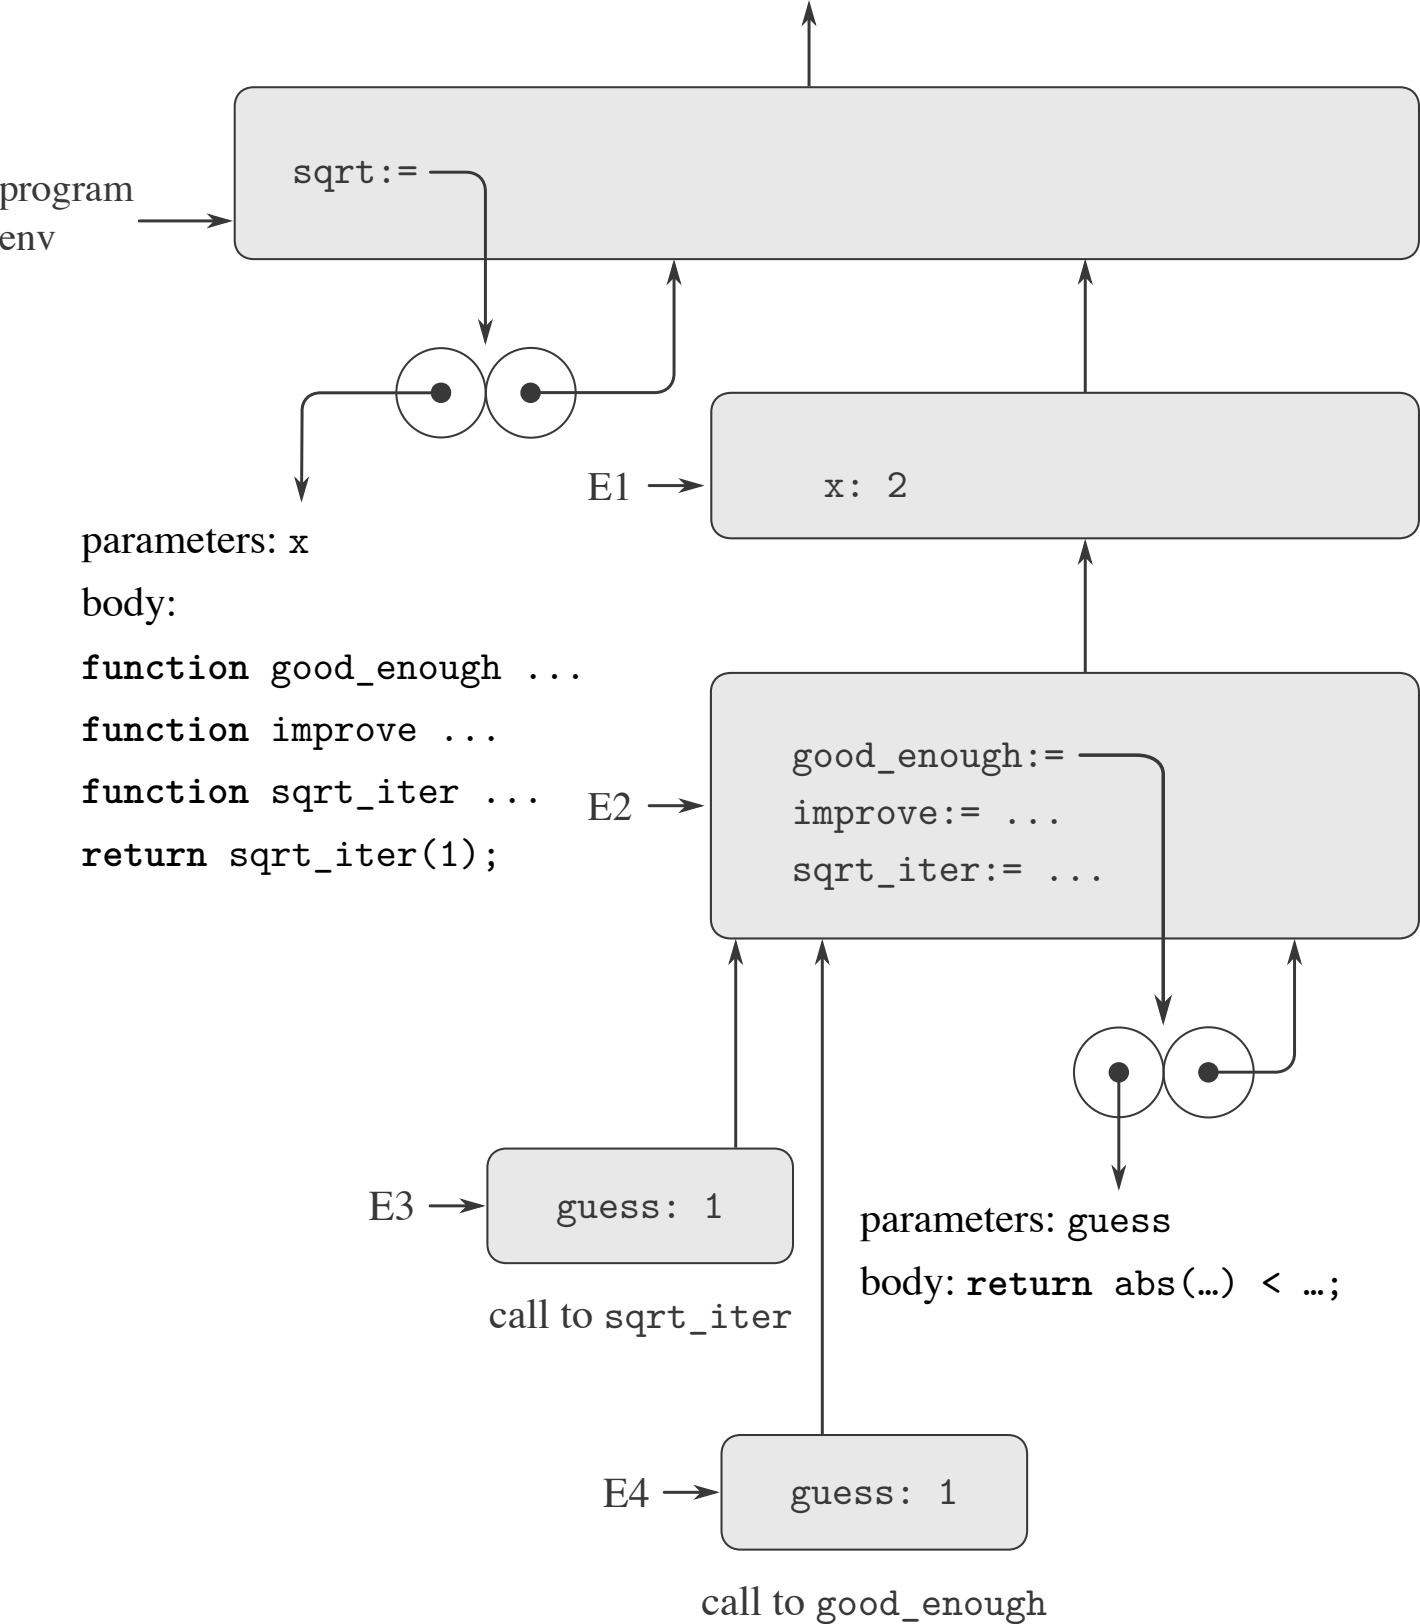 sqrt:=
program
env
E1
x: 2
parameters: x
body:
function good_enough ...
function improve ...
function sqrt_iter ...
return sqrt_iter(1);
E2
good_enough:=
improve:= ...
sqrt_iter:= ...
E3
guess: 1
call to sqrt_iter
parameters: guess
body: return abs(…) < …;
E4
guess: 1
call to good_enough